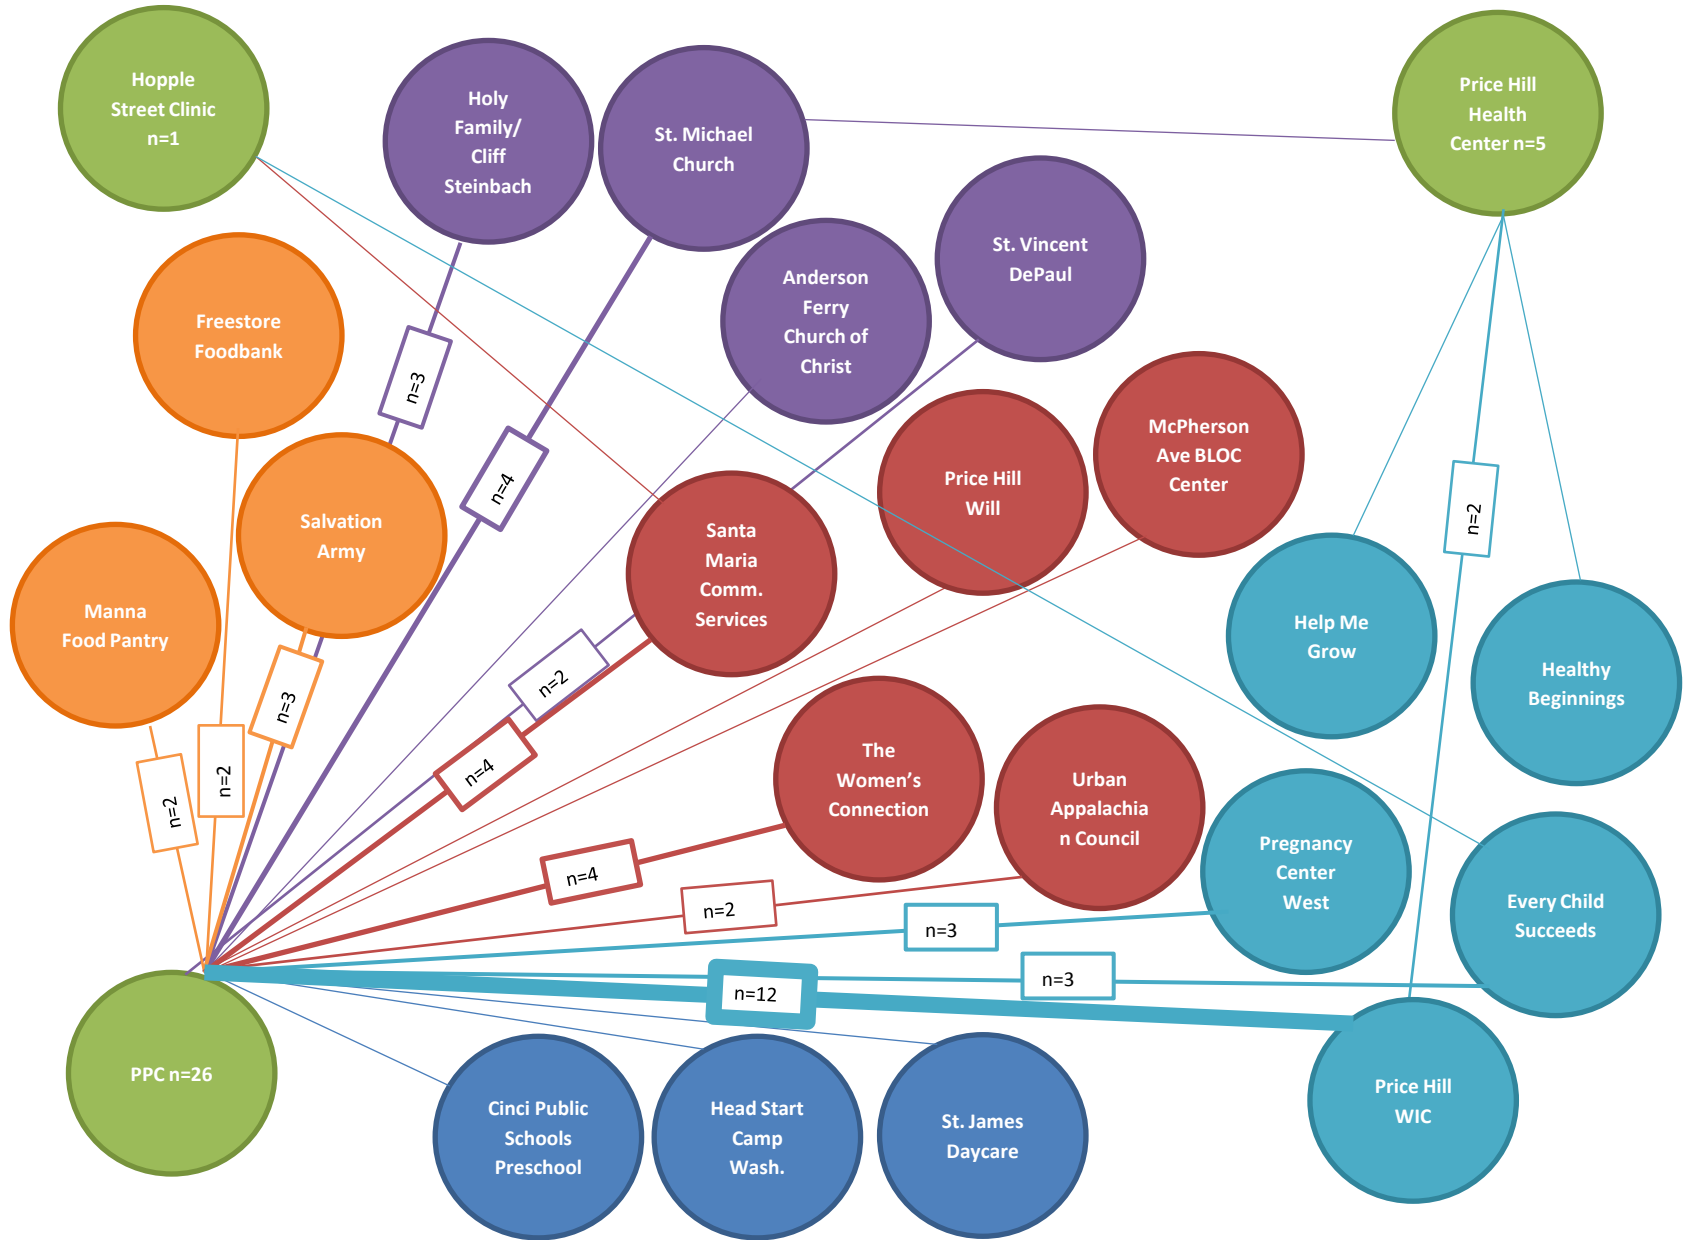 Hopple
Street Clinic
n=1
Holy
Family/
Cliff
Steinbach
St. Michael
Church
Price Hill
Health
Center n=5
Freestore
Foodbank
Anderson
Ferry
Church of
Christ
St. Vincent
DePaul
n=3
n=4
Salvation
Army
Manna
Food Pantry
Santa
Maria
Comm.
Services
Price Hill
Will
McPherson
Ave BLOC
Center
n=2
Help Me
Grow
Healthy
Beginnings
n=2
n=2
n=3
n=2
n=4
The
Women's
Connection
Urban
Appalachia
n Council
Pregnancy
Center
West
Every Child
Succeeds
n=4
n=2
n=3
n=3
n=12
PPC n=26
Cinci Public
Schools
Preschool
Head Start
Camp
Wash.
St. James
Daycare
Price Hill
WIC